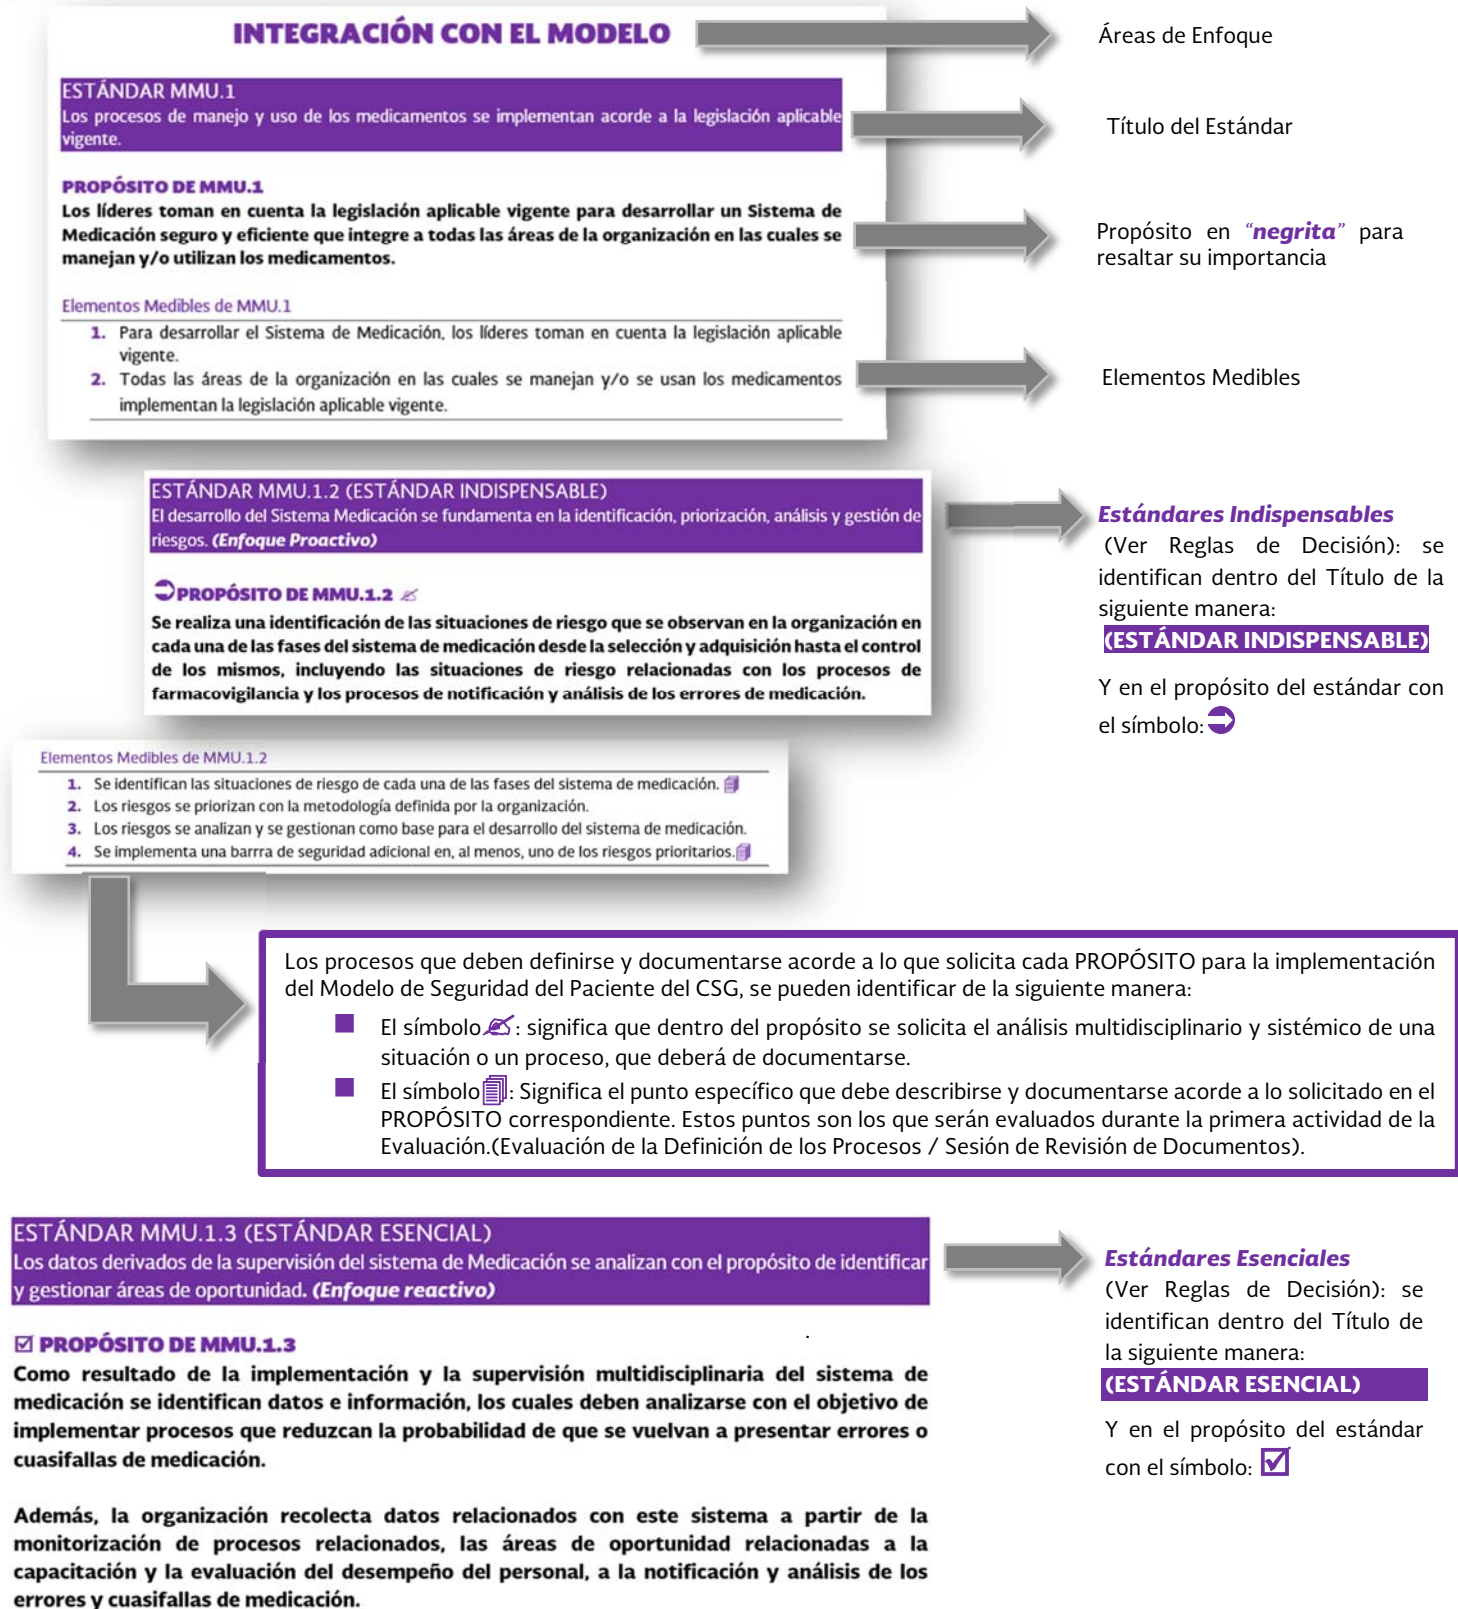 INTEGRACIÓN CON EL MODELO
Áreas de Enfoque
ESTÁNDAR MMU.1
Los procesos de manejo y uso de los medicamentos se implementan acorde a la legislación aplicable
vigente.
Título del Estándar
PROPÓSITO DE MMU.1
Los líderes toman en cuenta la legislación aplicable vigente para desarrollar un Sistema de
Medicación seguro y eficiente que integre a todas las áreas de la organización en las cuales se
manejan y/o utilizan los medicamentos.
Propósito en “negrita” para
resaltar su importancia
Elementos Medibles de MMU.1
1. Para desarrollar el Sistema de Medicación, los líderes toman en cuenta la legislación aplicable
vigente.
2. Todas las áreas de la organización en las cuales se manejan y/o se usan los medicamentos
implementan la legislación aplicable vigente.
Elementos Medibles
ESTÁNDAR MMU.1.2 (ESTÁNDAR INDISPENSABLE)
El desarrollo del Sistema Medicación se fundamenta en la identificación, priorización, análisis y gestión de
riesgos. (Enfoque Proactivo)
PROPÓSITO DE MMU.1.2
Se realiza una identificación de las situaciones de riesgo que se observan en la organización en
cada una de las fases del sistema de medicación desde la selección y adquisición hasta el control
de los mismos, incluyendo las situaciones de riesgo relacionadas con los procesos de
farmacovigilancia y los procesos de notificación y análisis de los errores de medicación.
Estándares Indispensables
(Ver Reglas de Decisión): se
identifican dentro del Título de la
siguiente manera:
(ESTÁNDAR INDISPENSABLE)
Y en el propósito del estándar con
el símbolo:
Elementos Medibles de MMU.1.2
1. Se identifican las situaciones de riesgo de cada una de las fases del sistema de medicación.
2. Los riesgos se priorizan con la metodología definida por la organización.
3. Los riesgos se analizan y se gestionan como base para el desarrollo del sistema de medicación.
4. Se implementa una barrra de seguridad adicional en, al menos, uno de los riesgos prioritarios.
Los procesos que deben definirse y documentarse acorde a lo que solicita cada PROPÓSITO para la implementación
del Modelo de Seguridad del Paciente del CSG, se pueden identificar de la siguiente manera:
■ El símbolo : significa que dentro del propósito se solicita el análisis multidisciplinario y sistémico de una
situación o un proceso, que deberá de documentarse.
■ El símbolo : Significa el punto específico que debe describirse y documentarse acorde a lo solicitado en el
PROPÓSITO correspondiente. Estos puntos son los que serán evaluados durante la primera actividad de la
Evaluación.(Evaluación de la Definición de los Procesos / Sesión de Revisión de Documentos).
ESTÁNDAR MMU.1.3 (ESTÁNDAR ESENCIAL)
Los datos derivados de la supervisión del sistema de Medicación se analizan con el propósito de identificar
y gestionar áreas de oportunidad. (Enfoque reactivo)
☑ PROPÓSITO DE MMU.1.3
Como resultado de la implementación y la supervisión multidisciplinaria del sistema de
medicación se identifican datos e información, los cuales deben analizarse con el objetivo de
implementar procesos que reduzcan la probabilidad de que se vuelvan a presentar errores o
cuasifallas de medicación.
Además, la organización recolecta datos relacionados con este sistema a partir de la
monitorización de procesos relacionados, las áreas de oportunidad relacionadas a la
capacitación y la evaluación del desempeño del personal, a la notificación y análisis de los
errores y cuasifallas de medicación.
.
Estándares Esenciales
(Ver Reglas de Decisión): se
identifican dentro del Título de
la siguiente manera:
(ESTÁNDAR ESENCIAL)
Y en el propósito del estándar
con el símbolo: ☑